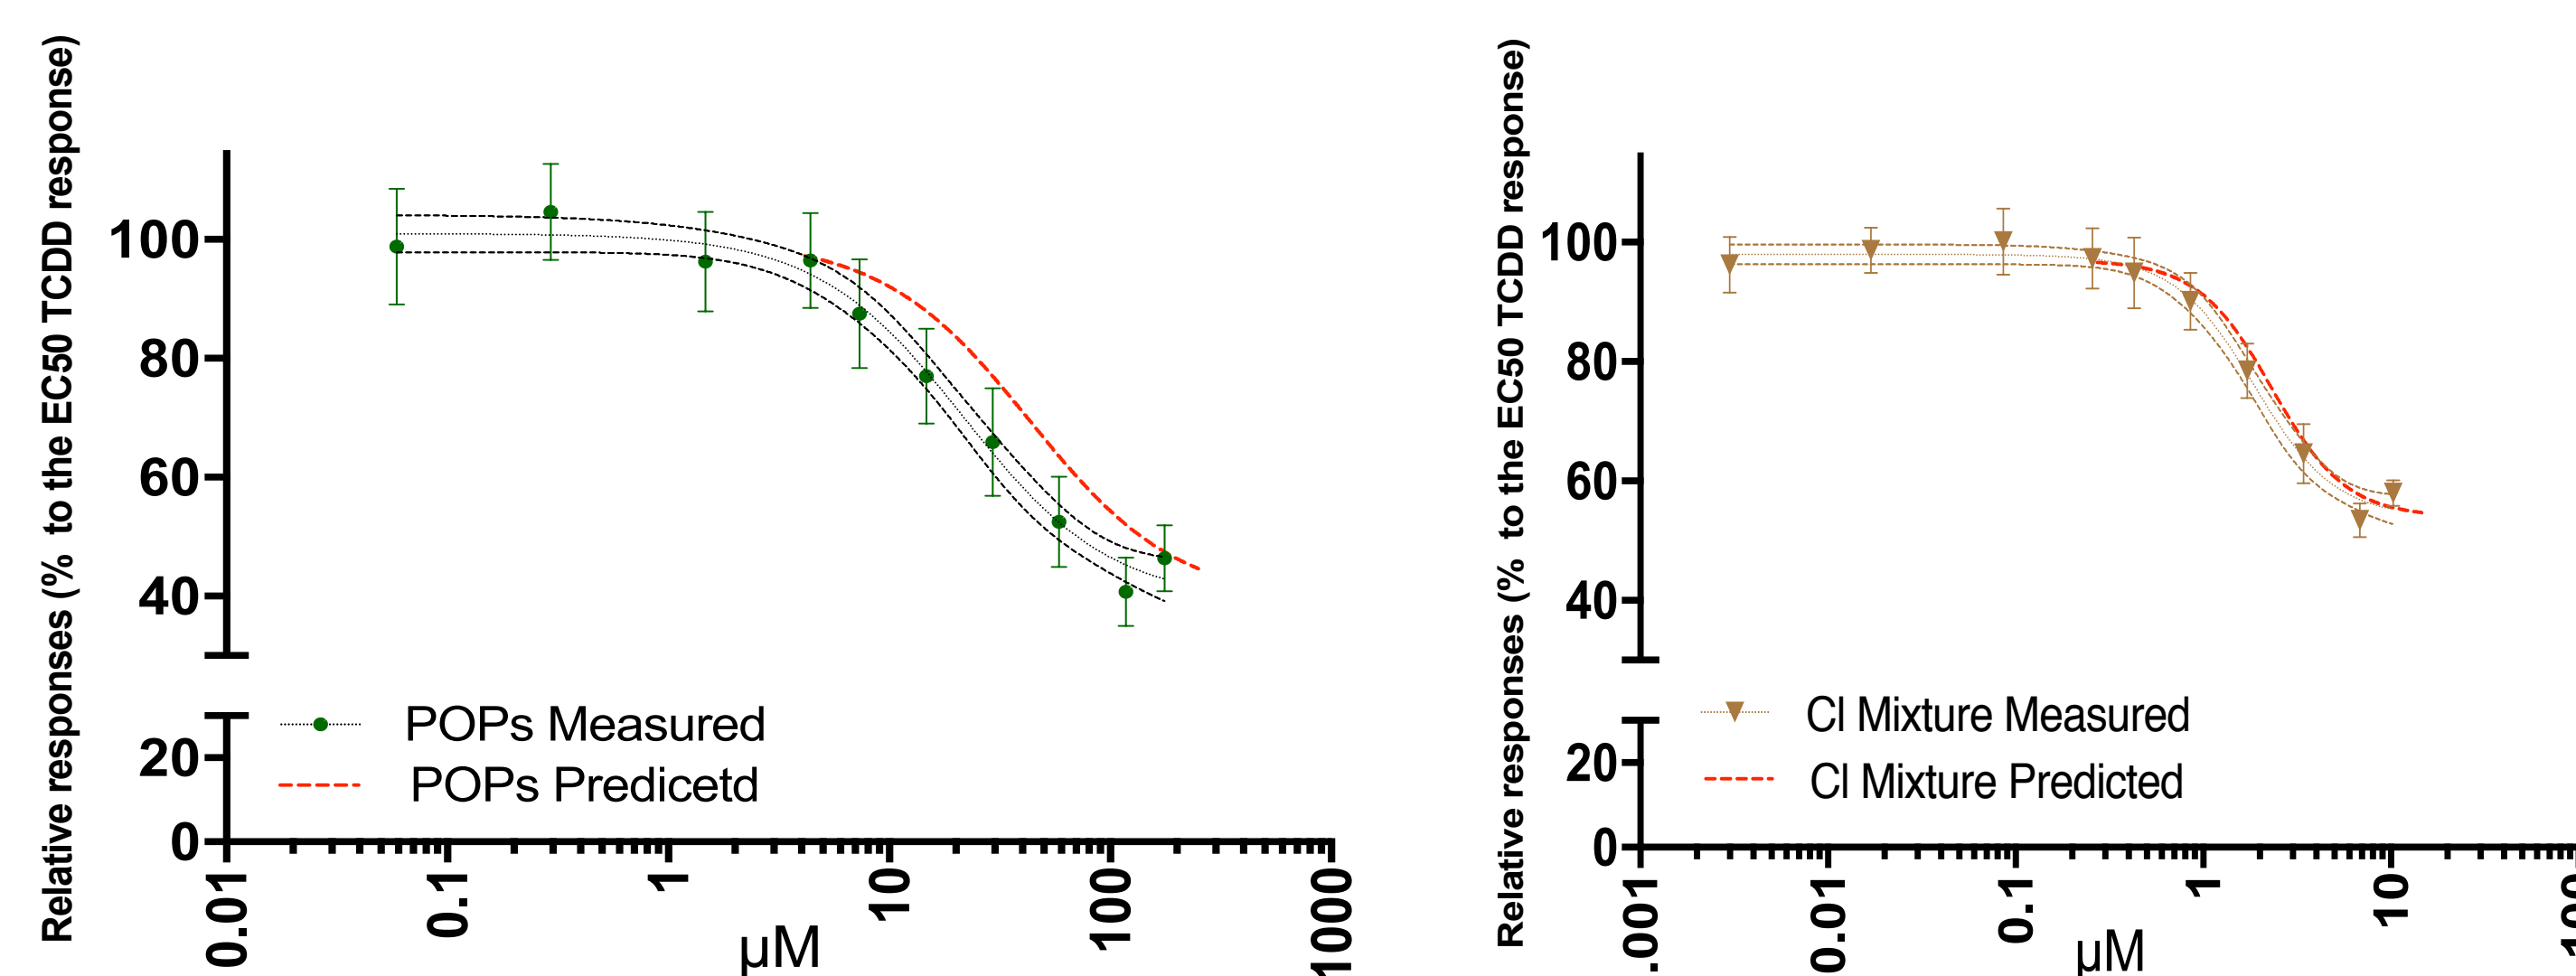 Relative responses (% to the EC50 TCDD response)
100
80
60
40
20
0
POPs Measured
POPs Predicetd
0.01
0.1
1
10
100
1000
µM
Relative responses (% to the EC50 TCDD response)
100
80
60
40
20
0
Cl Mixture Measured
Cl Mixture Predicted
.001
0.01
0.1
1
10
µM